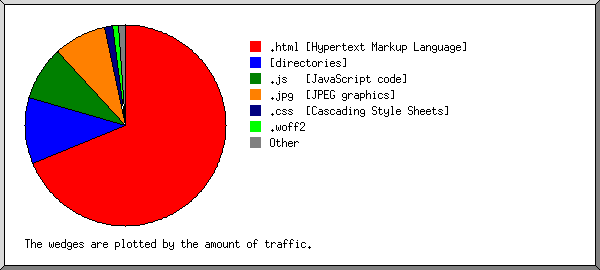 .html [Hypertext Markup Language]
[directories]
.js [JavaScript code]
.jpg [JPEG graphics]
.css [Cascading Style Sheets]
.woff2
Other
The wedges are plotted by the amount of traffic.